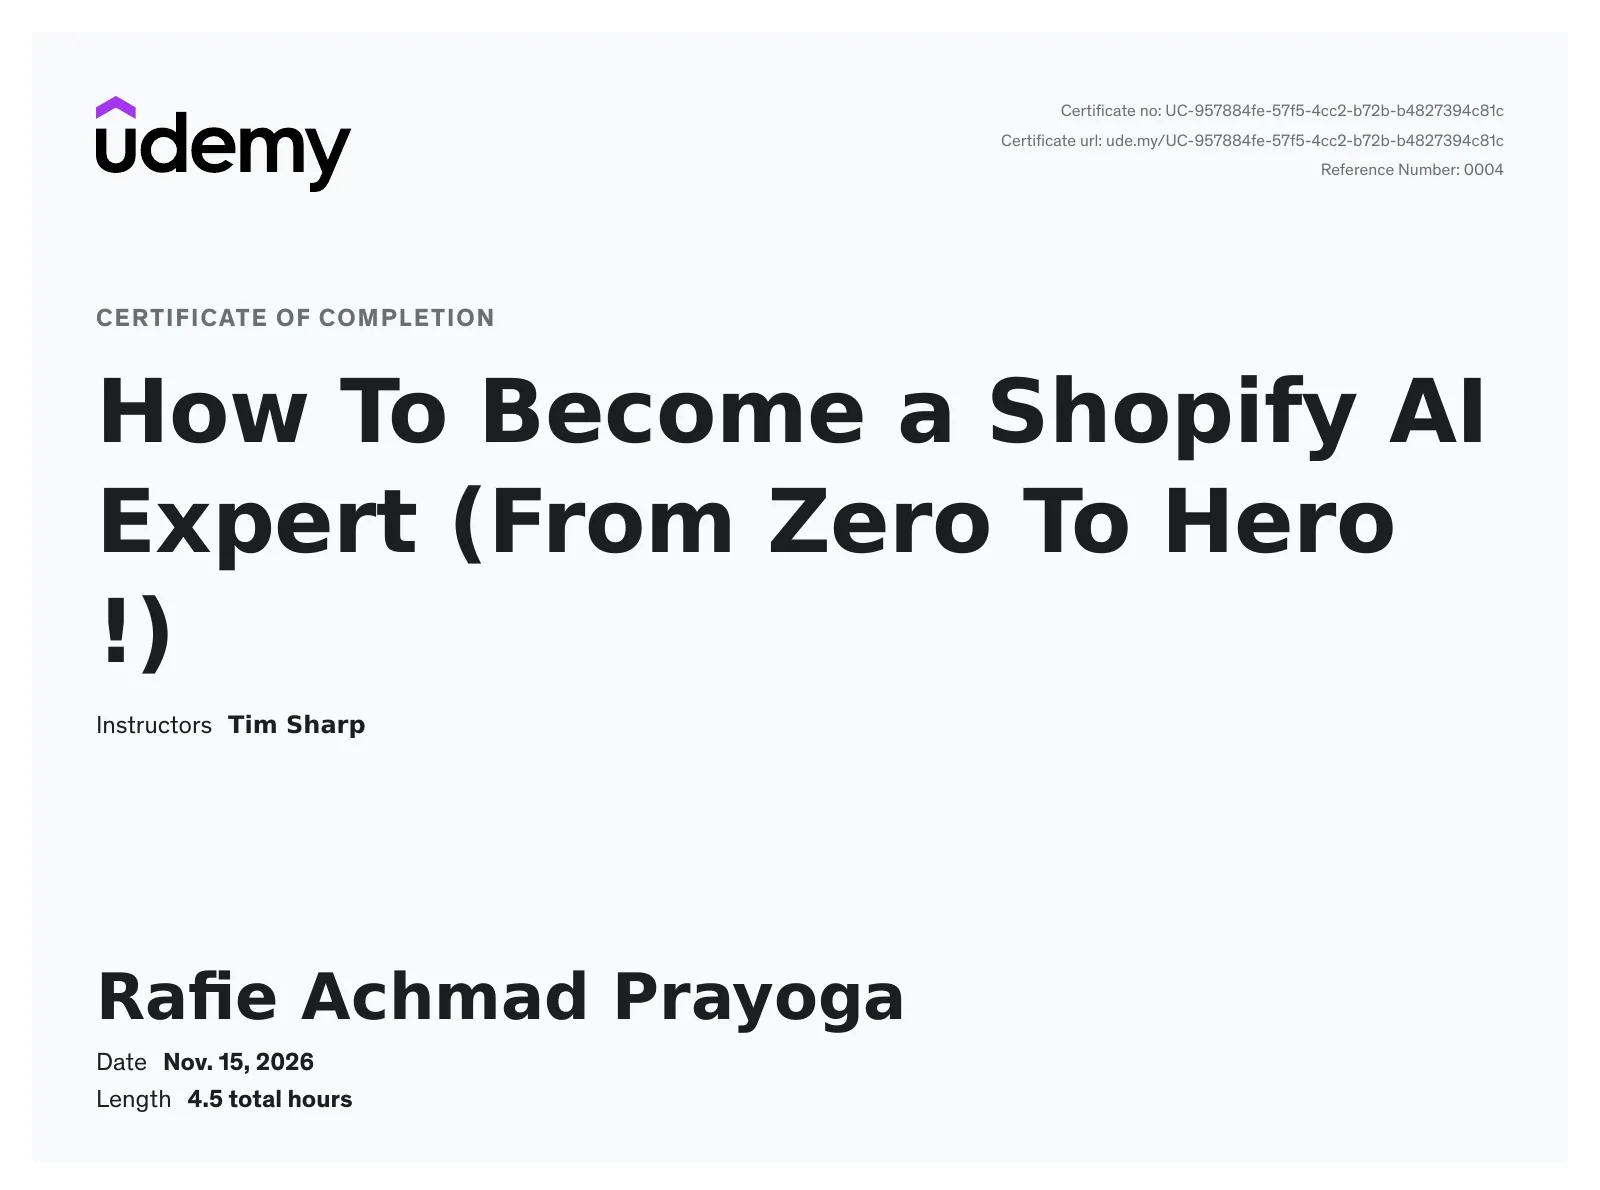 udemy
Certificate no: UC-957884fe-57f5-4cc2-b72b-b4827394c81c
Certificate url: ude.my/UC-957884fe-57f5-4cc2-b72b-b4827394c81c
Reference Number: 0004
CERTIFICATE OF COMPLETION
How To Become a Shopify AI
Expert (From Zero To Hero
!)
Instructors Tim Sharp
Rafie Achmad Prayoga
Date Nov. 15, 2026
Length 4.5 total hours